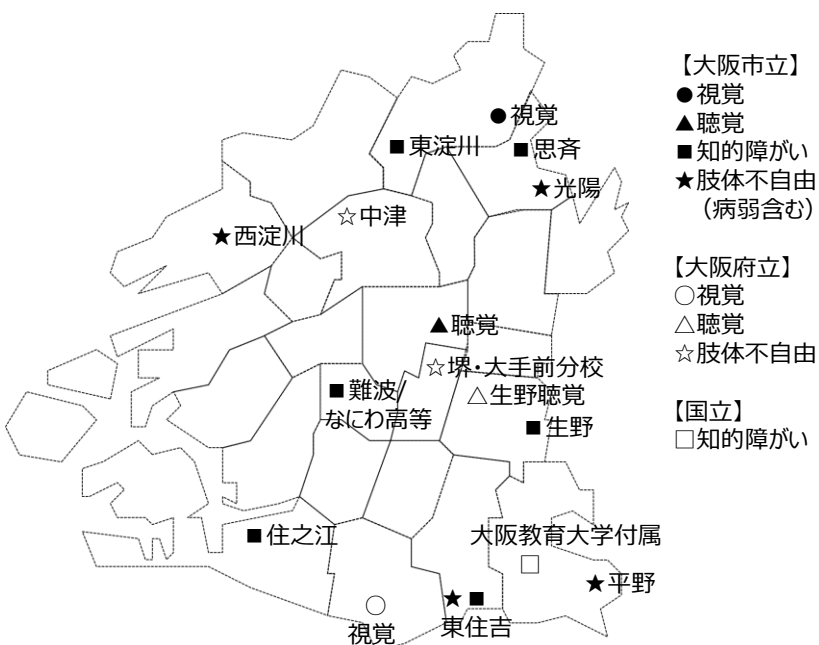 ●視覚
■東淀川
■思斉
★光陽
☆中津
★西淀川
▲聴覚
☆堺・大手前分校
△生野聴覚
■難波
なにわ高等
■生野
■住之江
大阪教育大学付属
□
★平野
○
視覚
★■
東住吉
【大阪市立】
●視覚
▲聴覚
■知的障がい
★肢体不自由
（病弱含む）
【大阪府立】
○視覚
△聴覚
☆肢体不自由
【国立】
□知的障がい